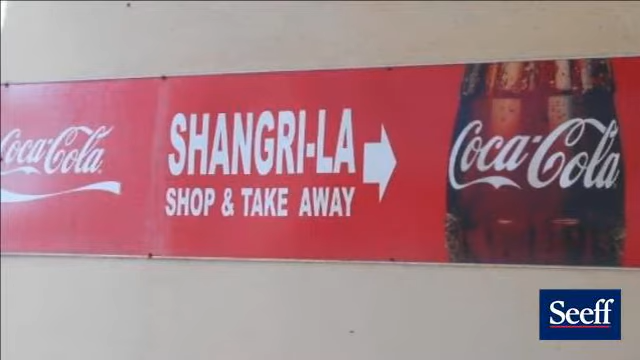 Coca-Cola
SHANGRI-LA
SHOP & TAKE AWAY
Coca-Cola
Seeff